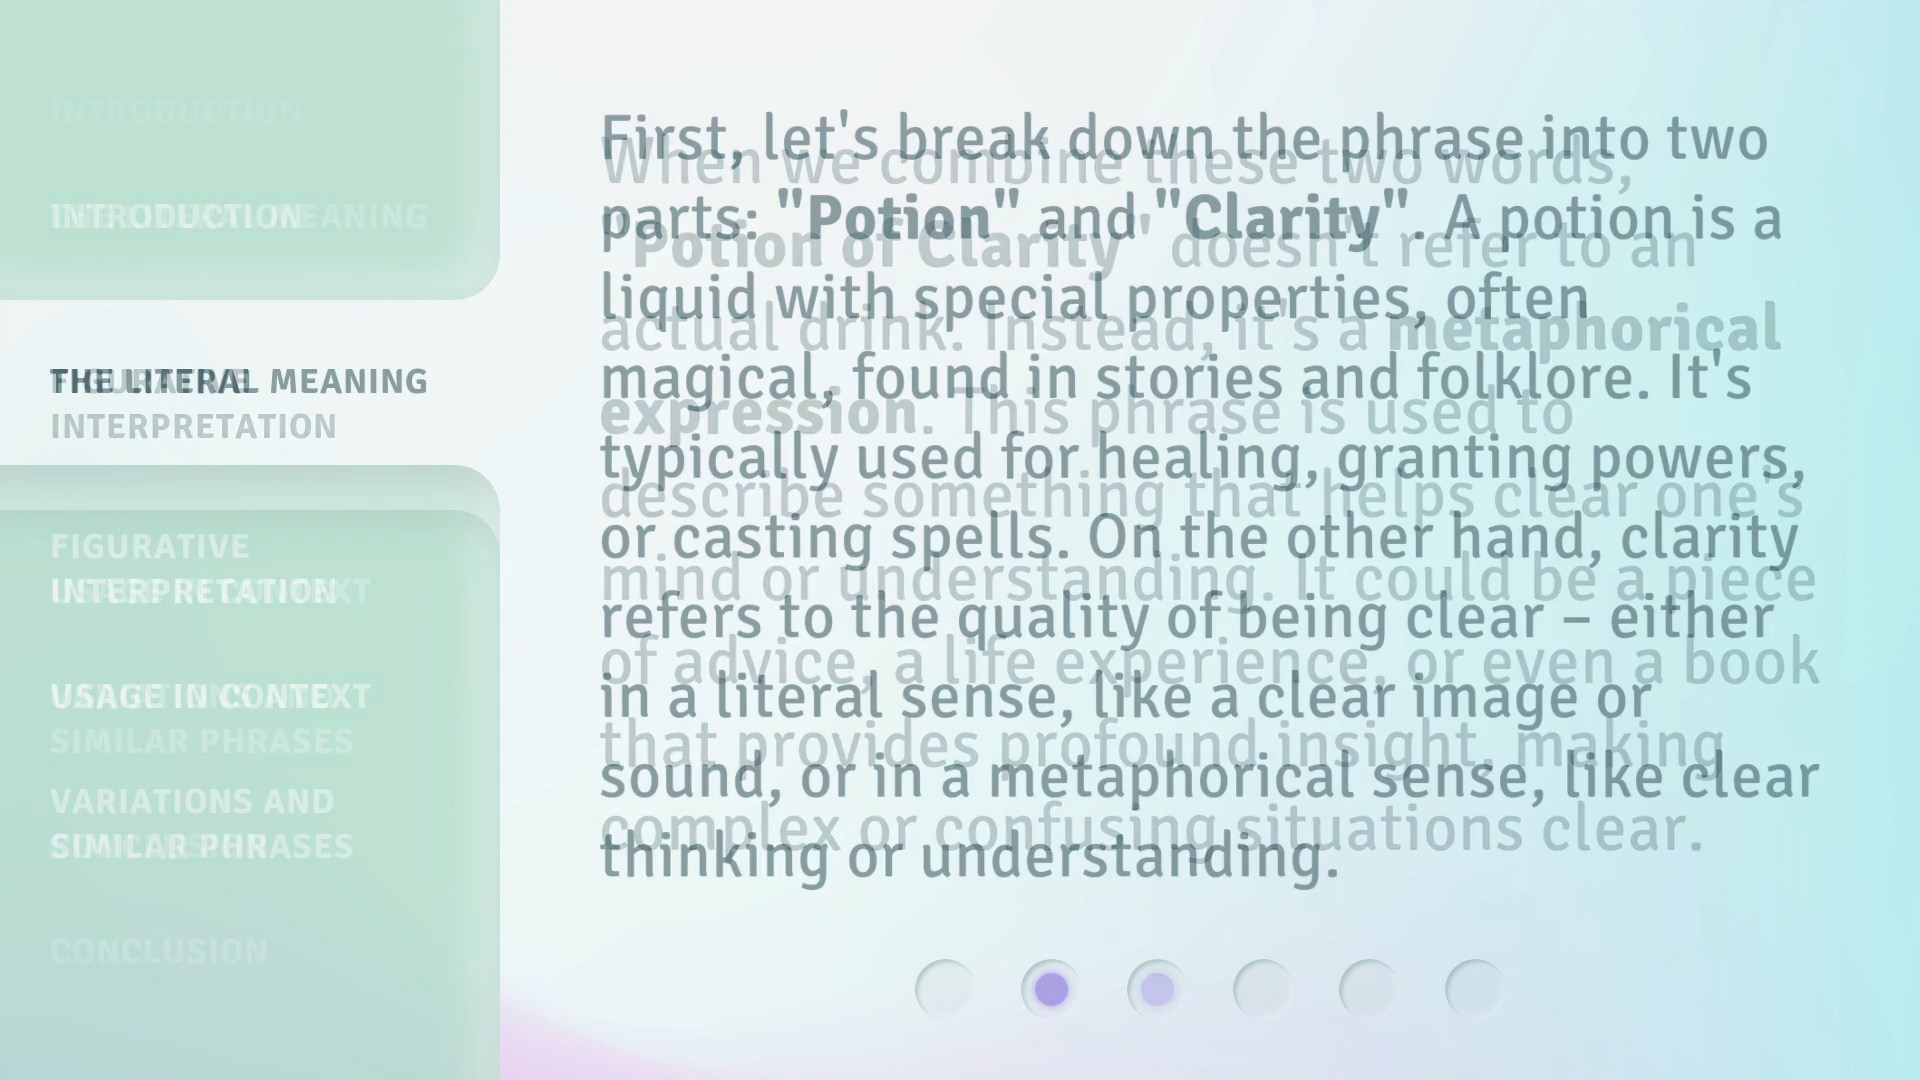 INTRODUCTION
INTRODUCTION
THE LITERAL MEANING
INTERPRETATION
FIGURATIVE
INTERPRETATION
USAGE IN CONTEXT
SIMILAR PHRASES
VARIATIONS AND
SIMILAR PHRASES
CONCLUSION
First, let's break down the phrase into two
parts: "Potion" and "Clarity". A potion is a
liquid with special properties, often
magical, found in stories and folklore. It's
typically used for healing, granting powers,
or casting spells. On the other hand, clarity
refers to the quality of being clear – either
in a literal sense, like a clear image or
sound, or in a metaphorical sense, like clear
thinking or understanding.
When we combine these two words,
"Potion of Clarity" doesn't refer to an
actual drink. Instead, it's a metaphorical
expression. This phrase is used to
describe something that helps clear one's
mind or understanding. It could be a piece
of advice, a life experience, or even a book
that provides profound insight, making
complex or confusing situations clear.